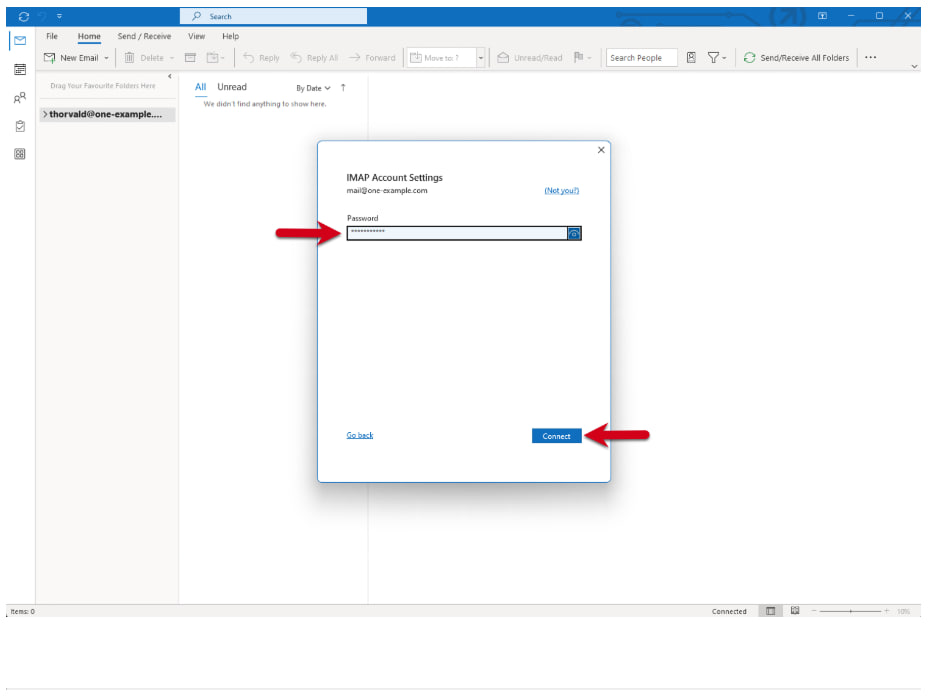 Search
File Home Send / Receive View Help
New Email Delete Reply Reply All Forward Move to: ? Unread/Read Search People Send/Receive All Folders ...
Drag Your Favourite Folders Here
All Unread By Date
We didn't find anything to show here.
thorvald@one-example....
IMAP Account Settings
mail@one-example.com (Not you?)
Password
***********
Go back Connect
Items: 0 Connected 10%